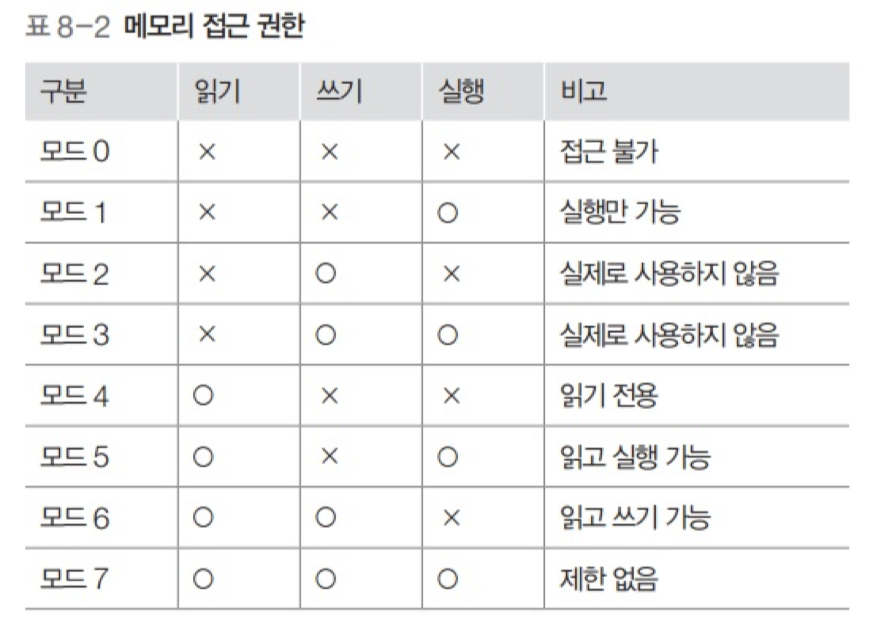 표 8-2 메모리 접근 권한
구분 읽기 쓰기 실행 비고
모드 0 × × × 접근 불가
모드 1 × × ○ 실행만 가능
모드 2 × ○ × 실제로 사용하지 않음
모드 3 × ○ ○ 실제로 사용하지 않음
모드 4 ○ × × 읽기 전용
모드 5 ○ × ○ 읽고 실행 가능
모드 6 ○ ○ × 읽고 쓰기 가능
모드 7 ○ ○ ○ 제한 없음